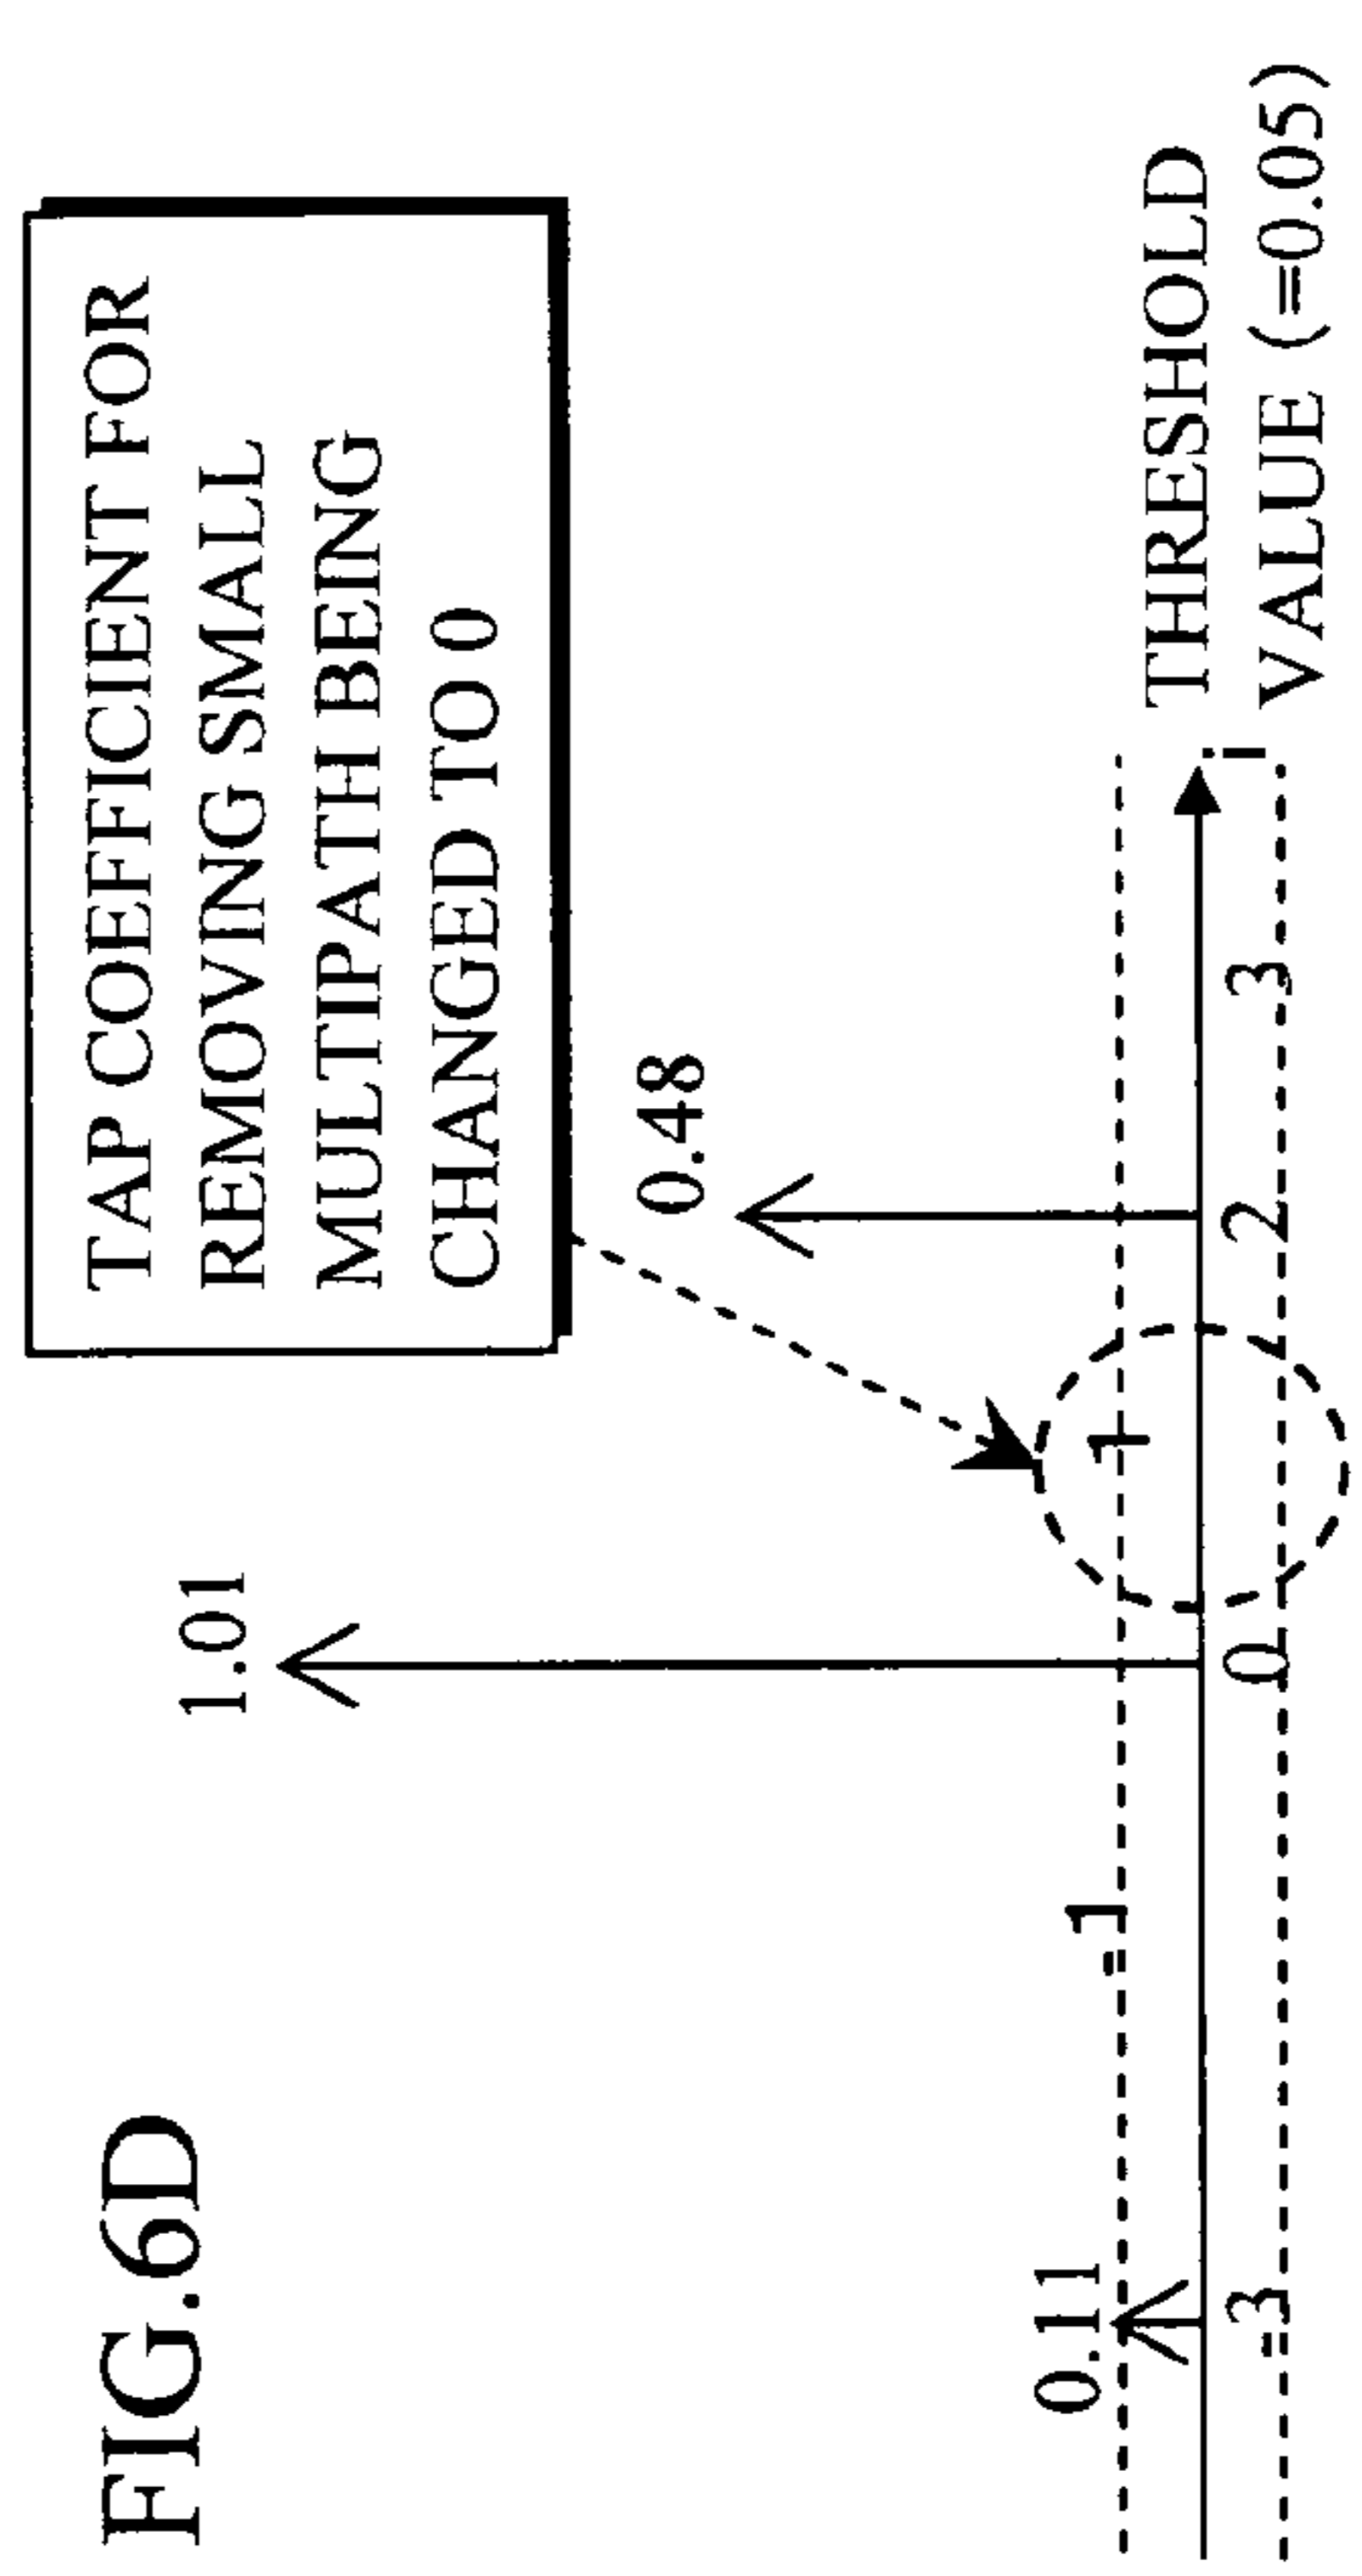 FIG.6D
TAP COEFFICIENT FOR
REMOVING SMALL
MULTIPATH BEING
CHANGED TO 0
1.01
0.48
0.11
-3
-1
0
1
2
3
i
THRESHOLD
VALUE (=0.05)